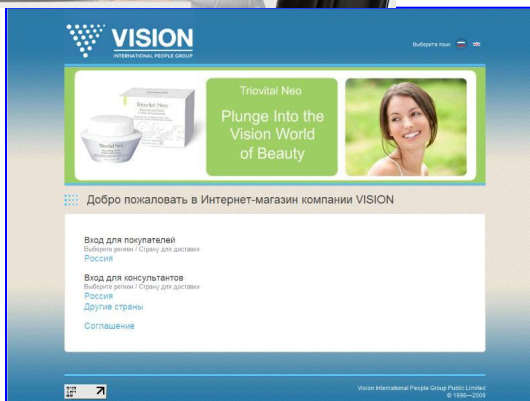 VISION
INTERNATIONAL PEOPLE GROUP
Выберите язык
Triovital Neo
Triovital Neo
Plunge Into the
Vision World
of Beauty
Добро пожаловать в Интернет-магазин компании VISION
Вход для покупателей
Выберите регион / Страну для доставки
Россия
Вход для консультантов
Выберите регион / Страну для доставки
Россия
Другие страны
Соглашение
Vision International People Group Public Limited